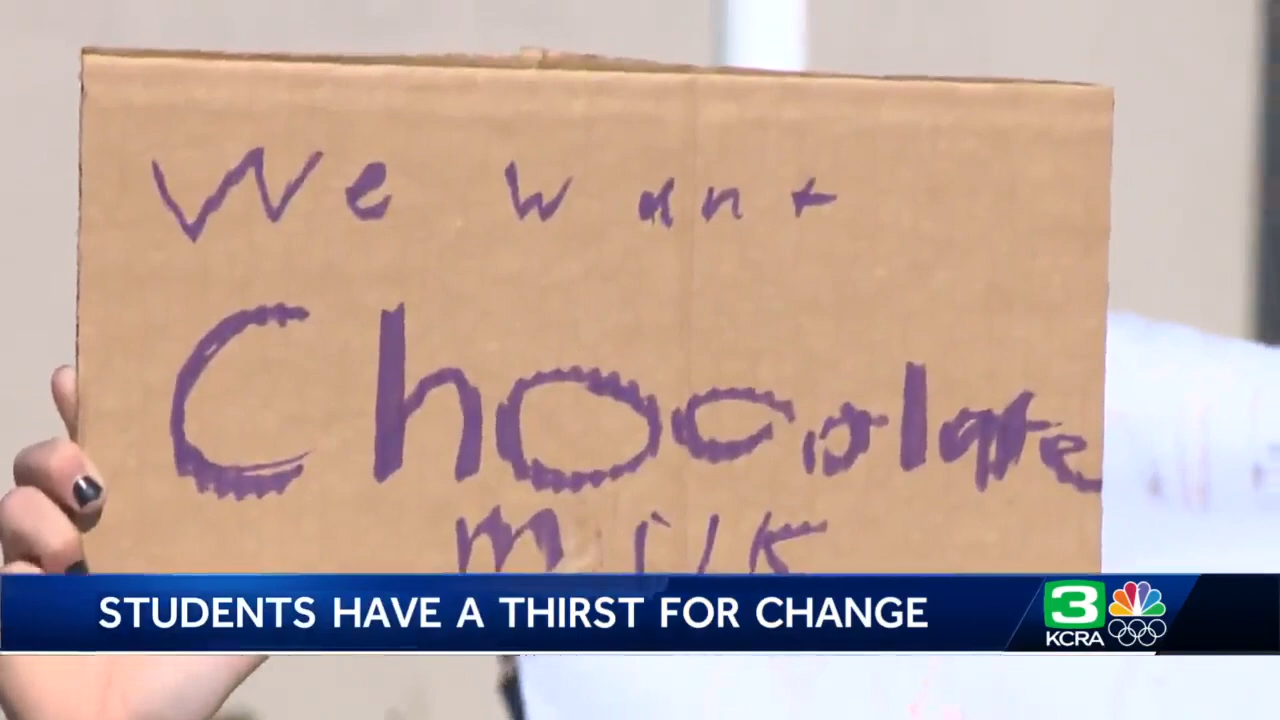 We want
Chocolate
milk
STUDENTS HAVE A THIRST FOR CHANGE
3
KCRA